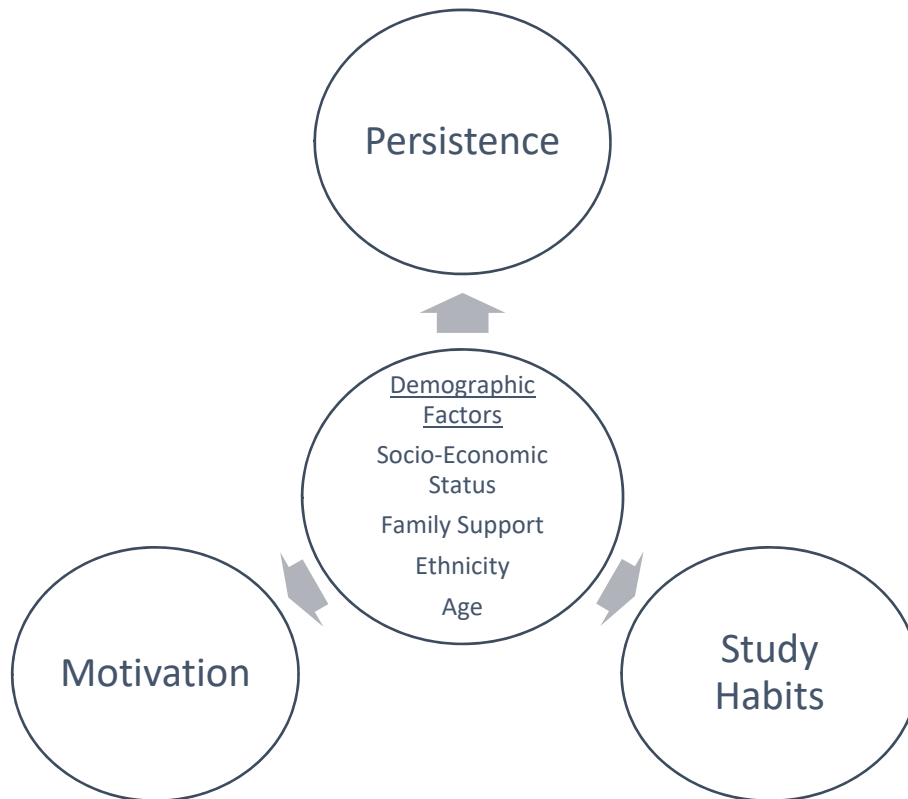 Persistence
Demographic
Factors
Socio-Economic
Status
Family Support
Ethnicity
Age
Motivation
Study
Habits